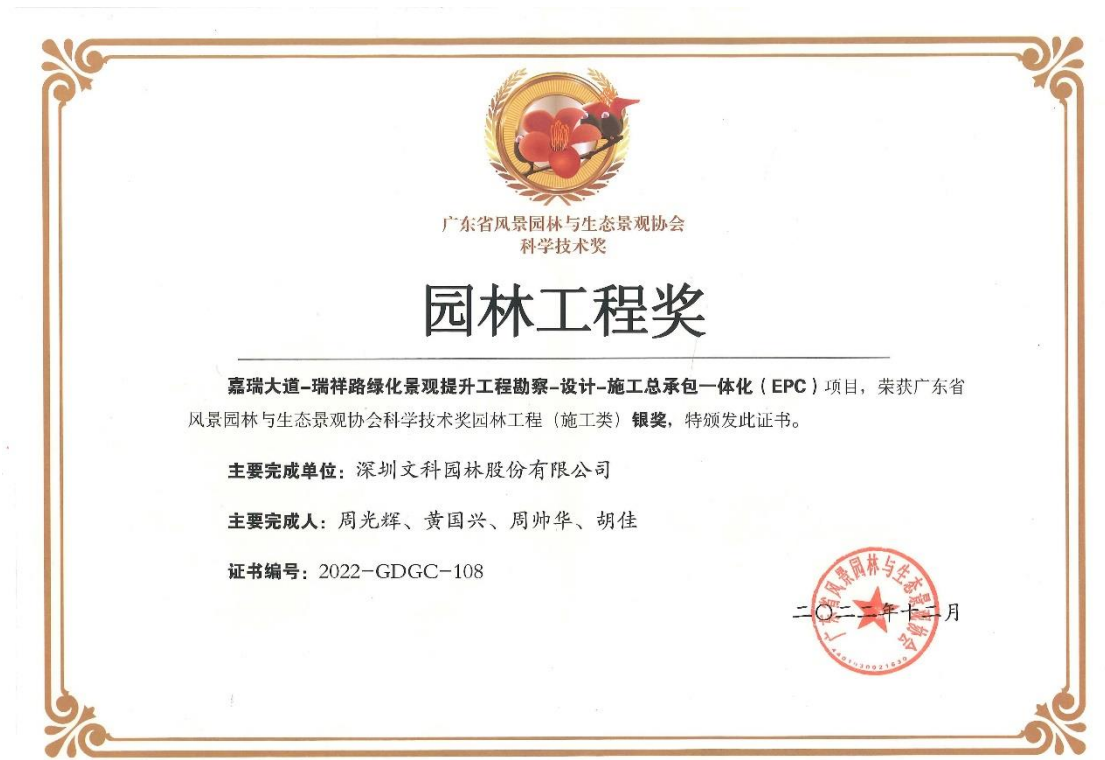 广东省风景园林与生态景观协会
科学技术奖
园林工程奖
嘉瑞大道-瑞祥路绿化景观提升工程勘察-设计-施工总承包一体化（EPC）项目，荣获广东省
风景园林与生态景观协会科学技术奖园林工程（施工类）银奖，特颁发此证书。
主要完成单位：深圳文科园林股份有限公司
主要完成人：周光辉、黄国兴、周帅华、胡佳
证书编号：2022-GDGC-108
广东省风景园林与生态景观协会
二〇二二年十二月